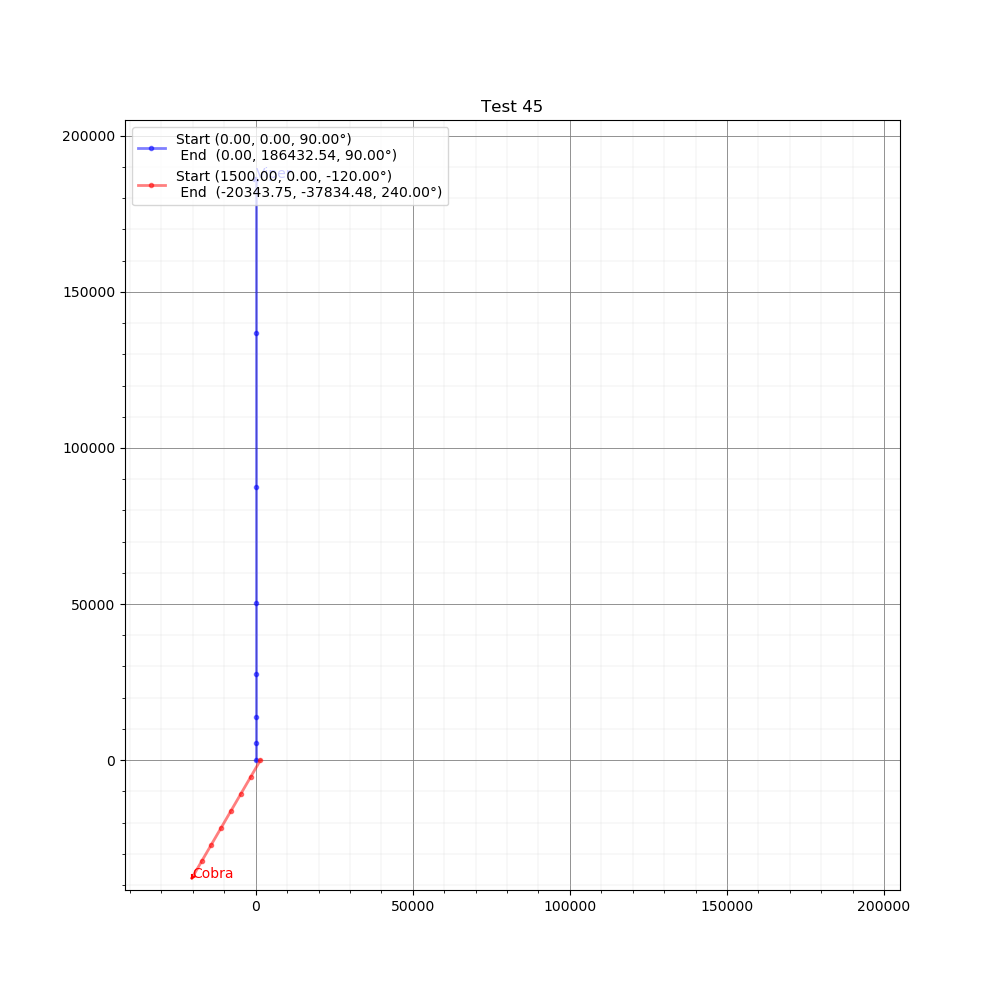 Test 45
200000
150000
100000
50000
0
Start (0.00, 0.00, 90.00°)
End  (0.00, 186432.54, 90.00°)
Start (1500.00, 0.00, -120.00°)
End  (-20343.75, -37834.48, 240.00°)
Cobra
0
50000
100000
150000
200000